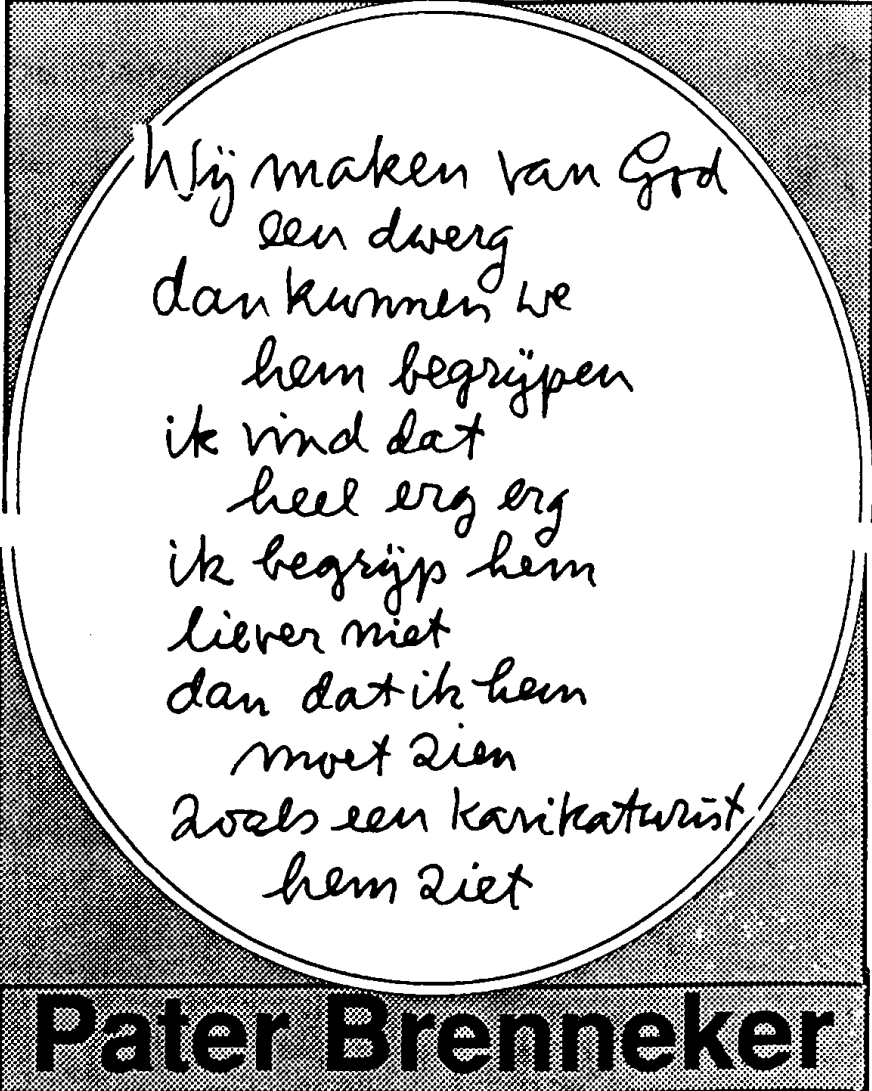 Wij maken van God
een dwerg
dan kunnen we
hem begrijpen
ik vind dat
heel erg erg
ik begrijp hem
liever niet
dan dat ik hem
moet zien
zoals een karikaturist
hem ziet
Pater Brenneker